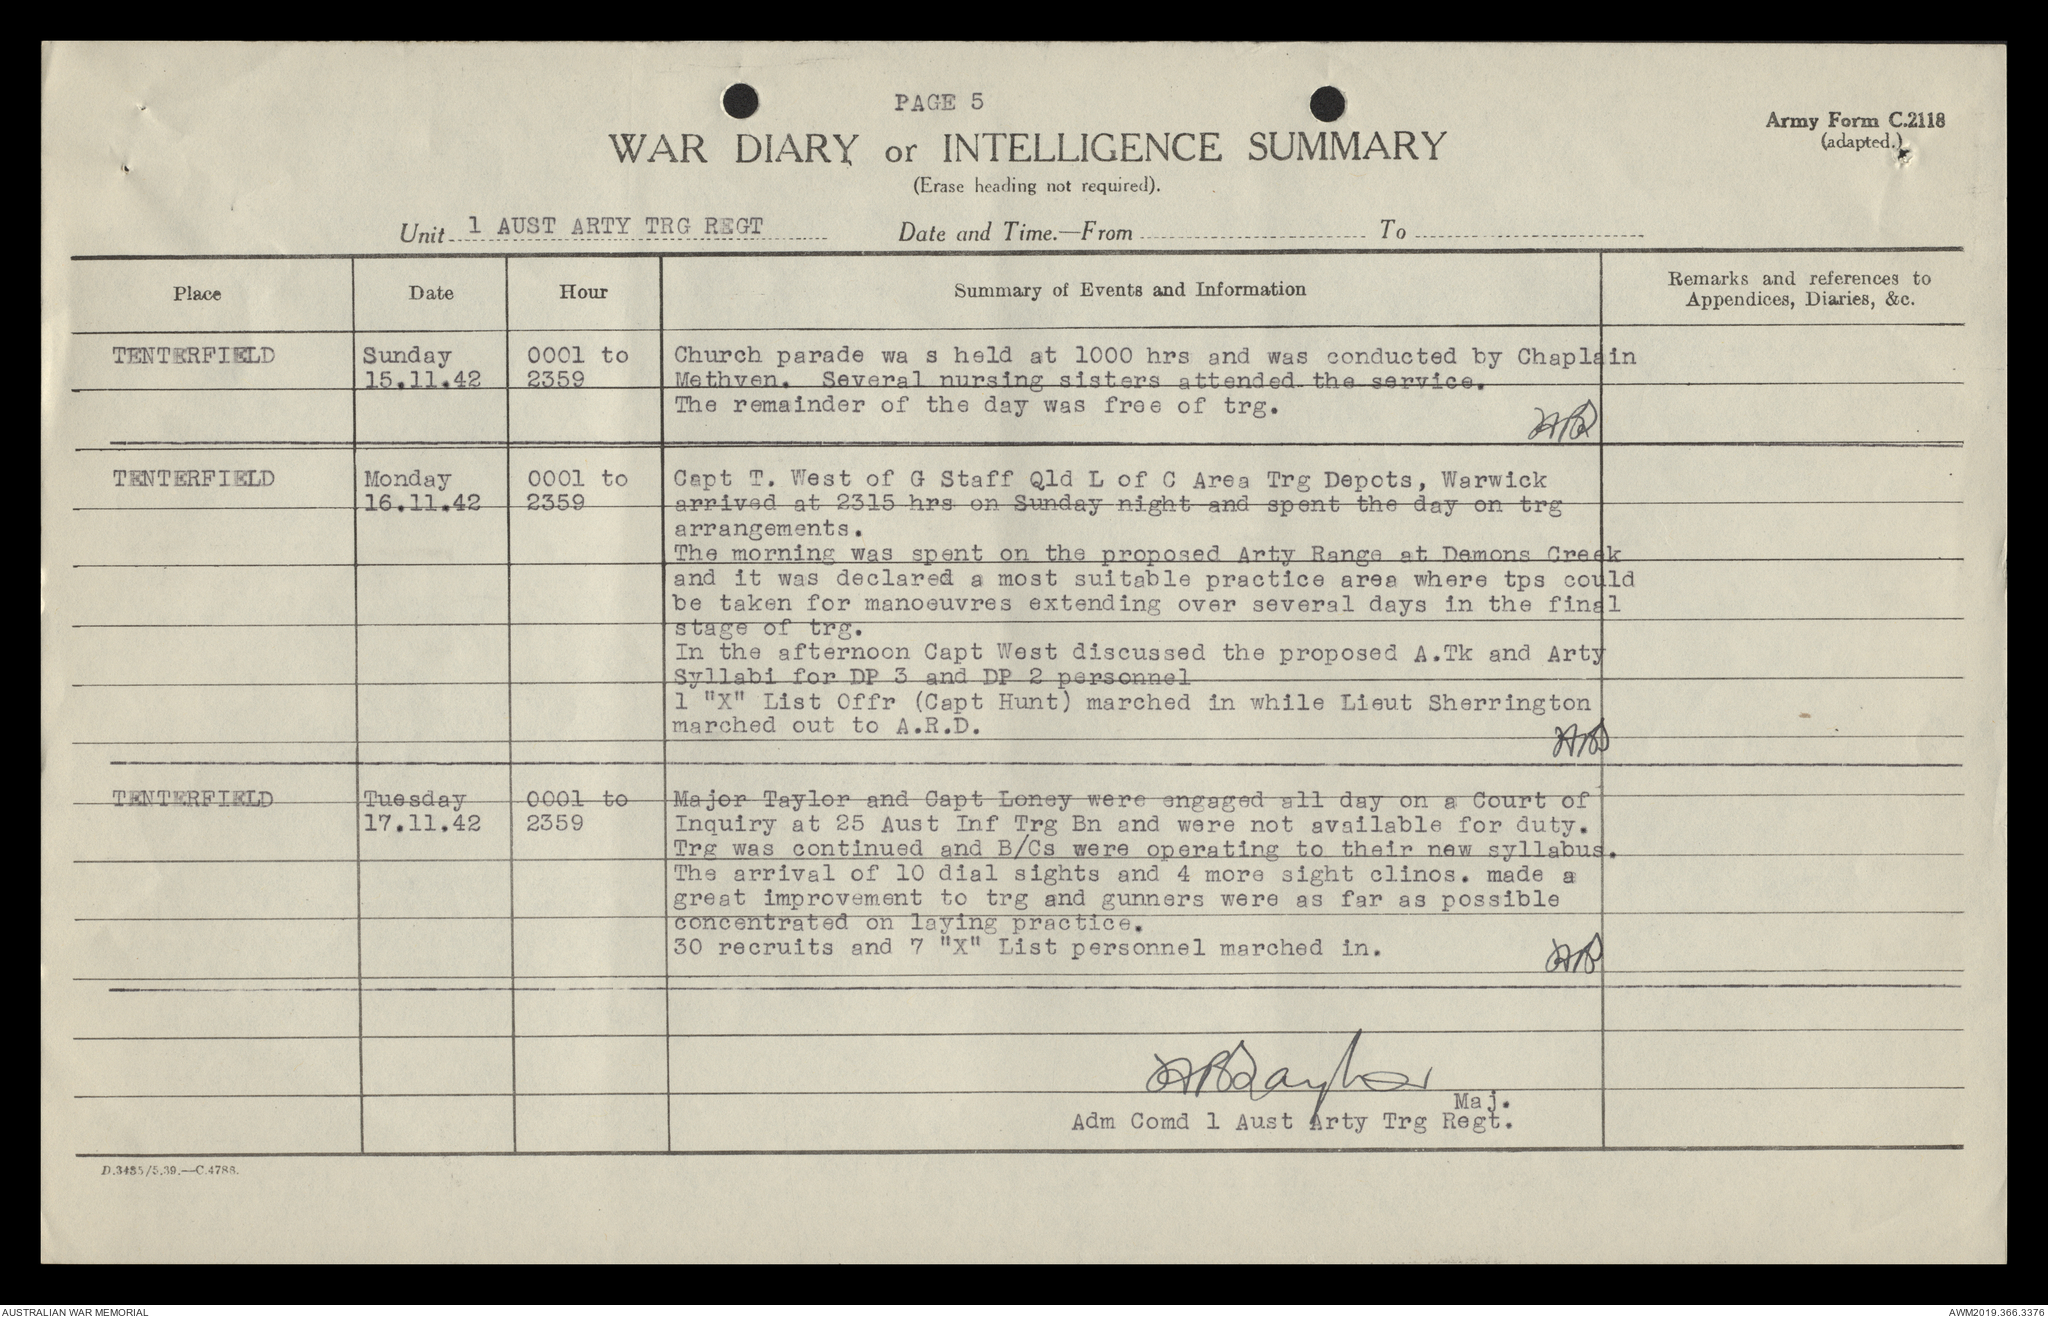 PAGE 5
Army Form C.2118
(adapted.)
WAR DIARY or INTELLIGENCE SUMMARY
(Erase heading not required).
Unit 1 AUST ARTY TRG REGT Date and Time.—From To
Place Date Hour Summary of Events and Information Remarks and references to
Appendices, Diaries, &c.
TENTERFIELD Sunday 0001 to Church parade wa s held at 1000 hrs and was conducted by Chaplain
15.11.42 2359 Methven. Several nursing sisters attended the service.
The remainder of the day was free of trg.
TENTERFIELD Monday 0001 to Capt T. West of G Staff Qld L of C Area Trg Depots, Warwick
16.11.42 2359 arrived at 2315 hrs on Sunday night and spent the day on trg
arrangements.
The morning was spent on the proposed Arty Range at Demons Creek
and it was declared a most suitable practice area where tps could
be taken for manoeuvres extending over several days in the final
stage of trg.
In the afternoon Capt West discussed the proposed A.Tk and Arty
Syllabi for DP 3 and DP 2 personnel
1 "X" List Offr (Capt Hunt) marched in while Lieut Sherrington
marched out to A.R.D.
TENTERFIELD Tuesday 0001 to Major Taylor and Capt Loney were engaged all day on a Court of
17.11.42 2359 Inquiry at 25 Aust Inf Trg Bn and were not available for duty.
Trg was continued and B/Cs were operating to their new syllabus.
The arrival of 10 dial sights and 4 more sight clinos. made a
great improvement to trg and gunners were as far as possible
concentrated on laying practice.
30 recruits and 7 "X" List personnel marched in.
Maj.
Adm Comd 1 Aust Arty Trg Regt.
D.3435/5.39.—C.4788.
AUSTRALIAN WAR MEMORIAL AWM2019.366.3376